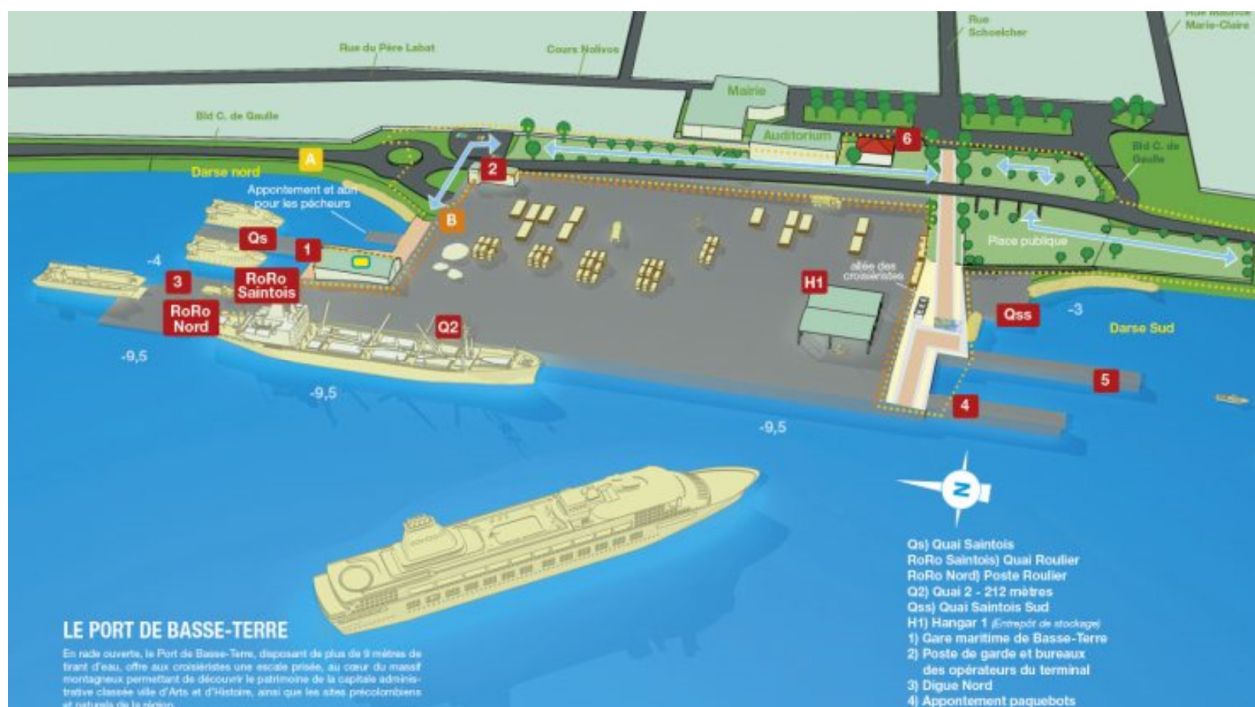 Rue Maurice
Marie-Claire
Rue
Schoelcher
Rue du Père Labat
Cours Nolivos
Mairie
Bld C. de Gaulle
Auditorium
6
A
Bld C. de
Gaulle
Darse nord
2
Appontement et abri
pour les pêcheurs
B
Qs
1
Place publique
-4
allée des
croisiéristes
3
RoRo
Saintois
H1
RoRo
Nord
Q2
Qss
-3
Darse Sud
-9,5
5
-9,5
4
-9,5
N
Qs) Quai Saintois
RoRo Saintois) Quai Roulier
RoRo Nord) Poste Roulier
Q2) Quai 2 - 212 mètres
Qss) Quai Saintois Sud
H1) Hangar 1 (Entrepôt de stockage)
1) Gare maritime de Basse-Terre
2) Poste de garde et bureaux
des opérateurs du terminal
3) Digue Nord
4) Appontement paquebots
LE PORT DE BASSE-TERRE
En rade ouverte, le Port de Basse-Terre, disposant de plus de 9 mètres de
tirant d'eau, offre aux croisiéristes une escale prisée, au cœur du massif
montagneux permettant de découvrir le patrimoine de la capitale adminis-
trative classée ville d'Arts et d'Histoire, ainsi que les sites précolombiens
et naturels de la région